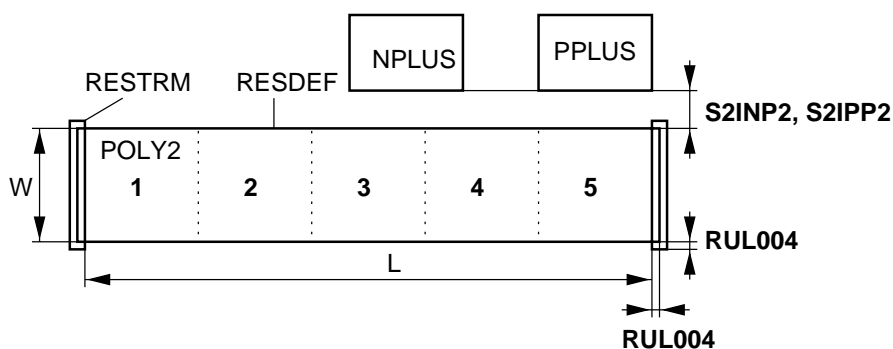 NPLUS
PPLUS
RESTRM
RESDEF
S2INP2, S2IPP2
POLY2
W
1
2
3
4
5
RUL004
L
RUL004